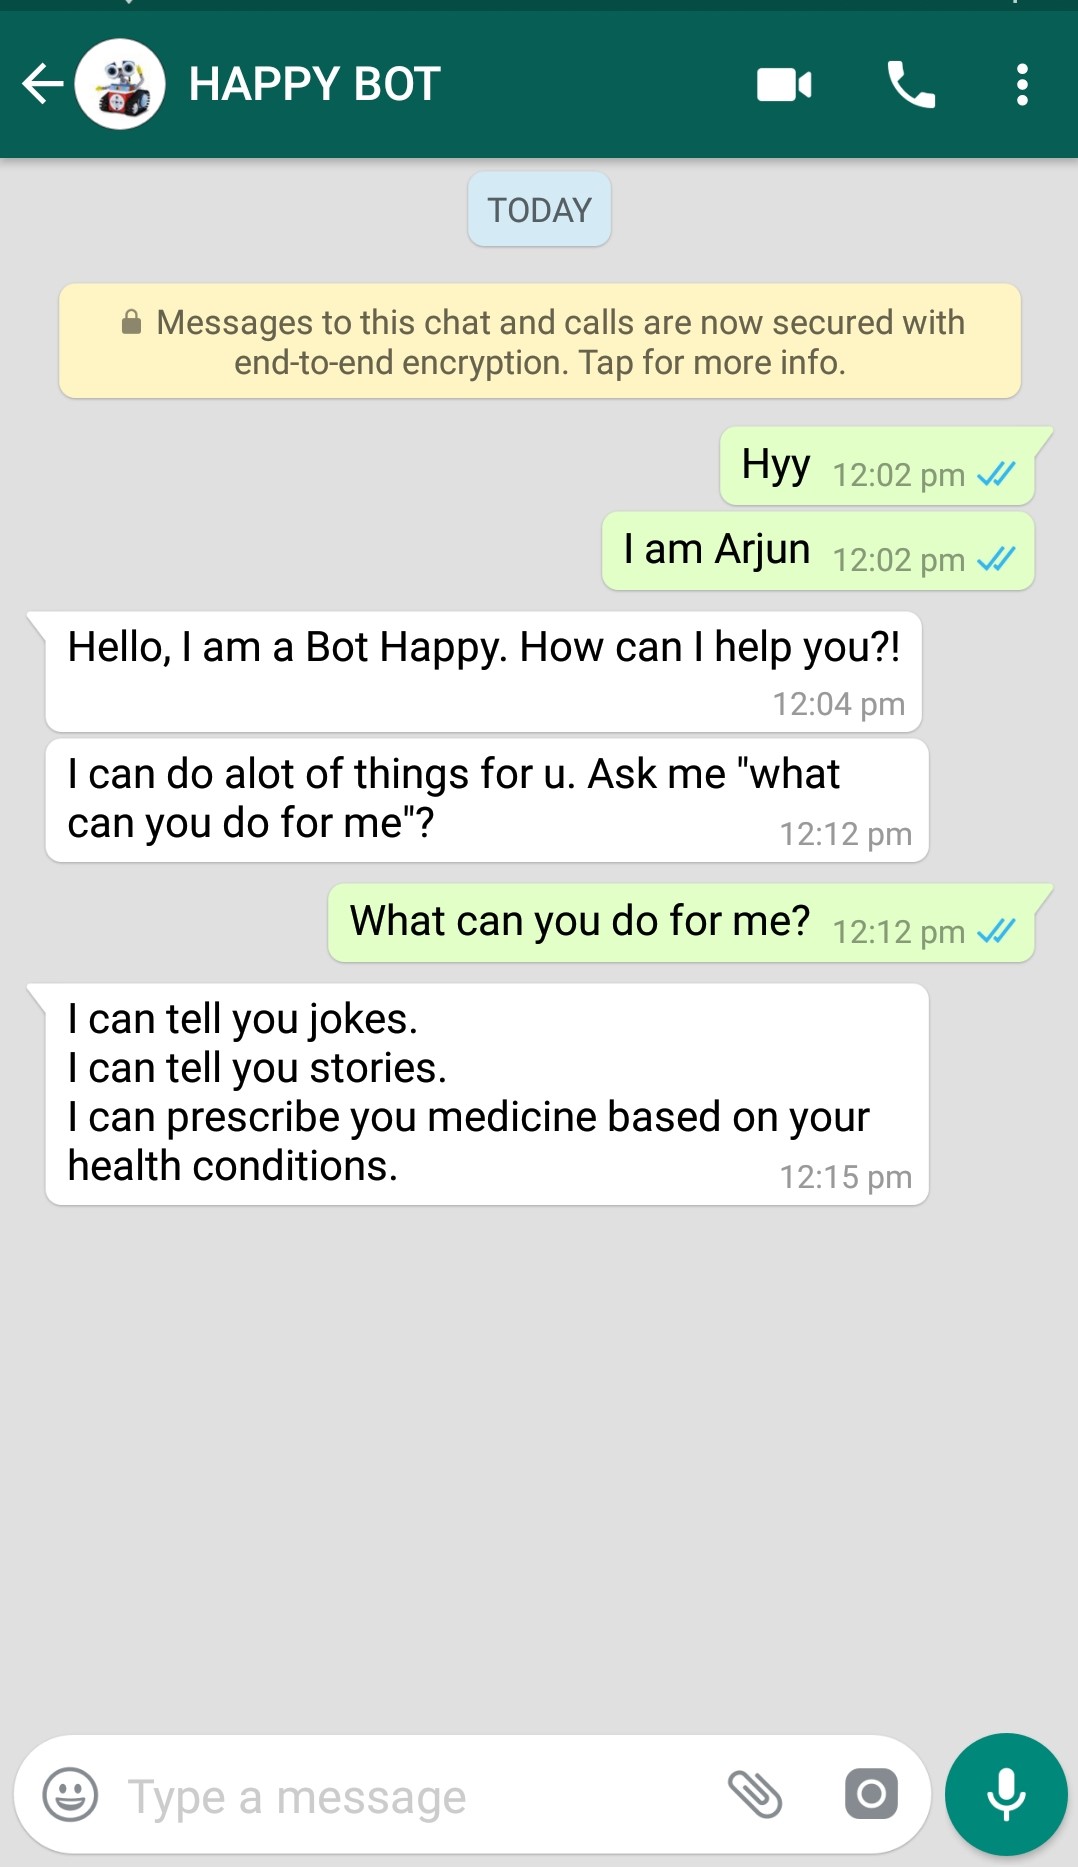 HAPPY BOT
TODAY
Messages to this chat and calls are now secured with
end-to-end encryption. Tap for more info.
Hyy 12:02 pm
I am Arjun 12:02 pm
Hello, I am a Bot Happy. How can I help you?!
12:04 pm
I can do alot of things for u. Ask me "what
can you do for me"? 12:12 pm
What can you do for me? 12:12 pm
I can tell you jokes.
I can tell you stories.
I can prescribe you medicine based on your
health conditions. 12:15 pm
Type a message